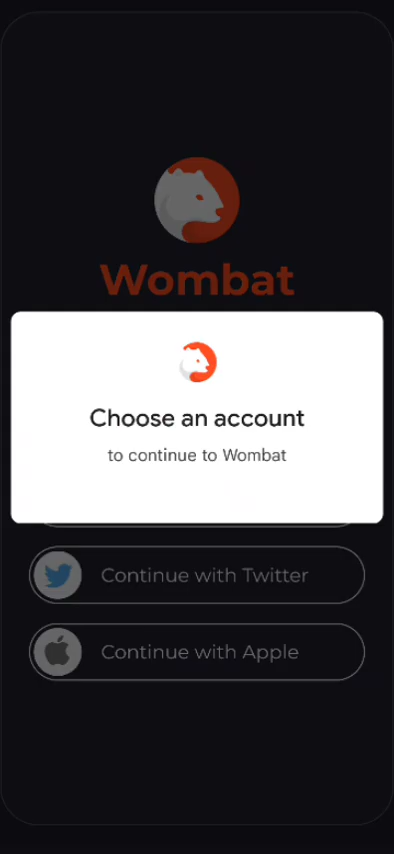 Wombat
Choose an account
to continue to Wombat
Continue with Twitter
Continue with Apple